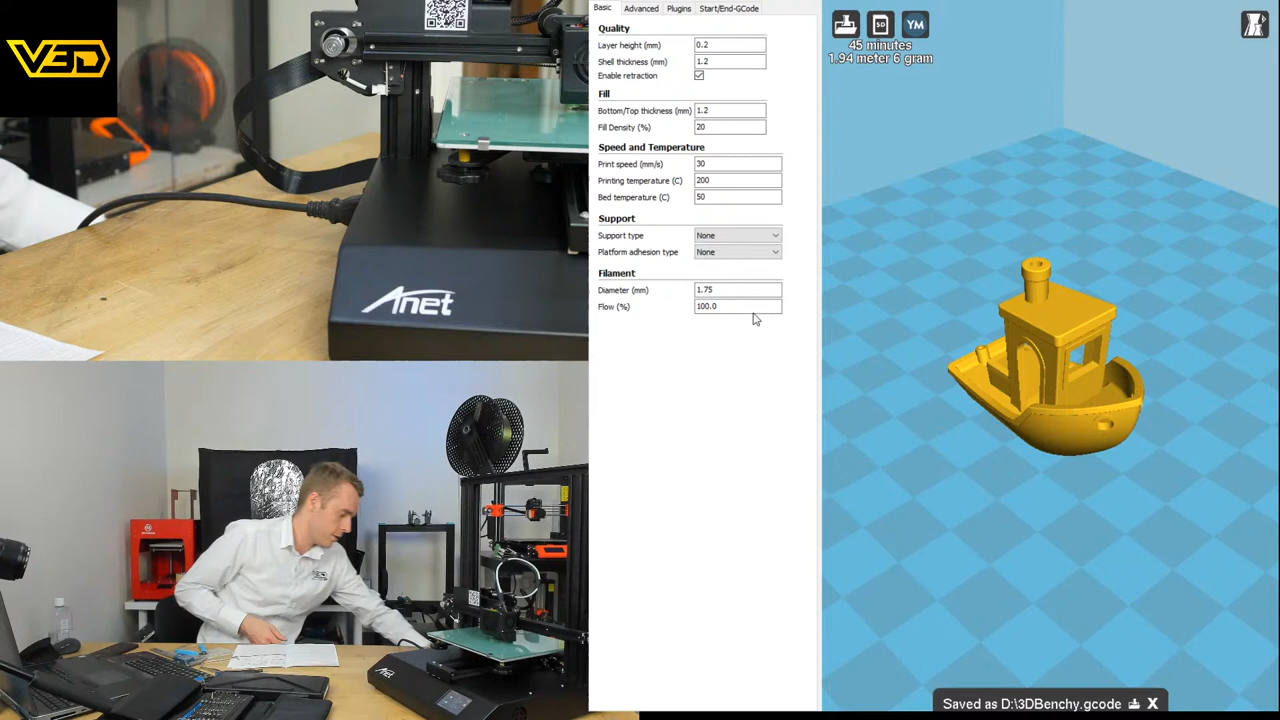 V3D
Anet
Anet
Basic
Advanced
Plugins
Start/End-GCode
Quality
Layer height (mm) 0.2
Shell thickness (mm) 1.2
Enable retraction
Fill
Bottom/Top thickness (mm) 1.2
Fill Density (%) 20
Speed and Temperature
Print speed (mm/s) 30
Printing temperature (C) 200
Bed temperature (C) 50
Support
Support type None
Platform adhesion type None
Filament
Diameter (mm) 1.75
Flow (%) 100.0
SD
YM
45 minutes
1.94 meter 6 gram
Saved as D:\3DBenchy.gcode
X